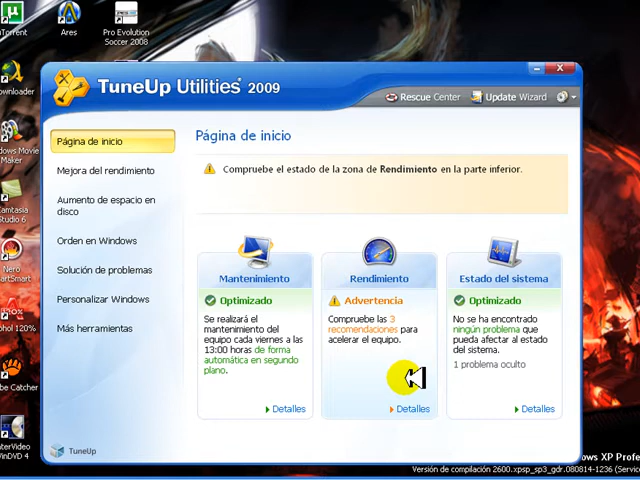 Torrent
Ares
Pro Evolution
Soccer 2008
ownloader
ndows Movie
Maker
Camtasia
Studio 6
Nero
artSmart
ohol 120%
be Catcher
terVideo
WinDVD 4
TuneUp Utilities 2009
Rescue Center
Update Wizard
Página de inicio
Mejora del rendimiento
Aumento de espacio en
disco
Orden en Windows
Solución de problemas
Personalizar Windows
Más herramientas
TuneUp
Página de inicio
Compruebe el estado de la zona de Rendimiento en la parte inferior.
Mantenimiento
Optimizado
Se realizará el
mantenimiento del
equipo cada viernes a las
13:00 horas de forma
automática en segundo
plano.
Detalles
Rendimiento
Advertencia
Compruebe las 3
recomendaciones para
acelerar el equipo.
Detalles
Estado del sistema
Optimizado
No se ha encontrado
ningún problema que
pueda afectar al estado
del sistema.
1 problema oculto
Detalles
ows XP Profe
Versión de compilación 2600.xpsp_sp3_gdr.080814-1236 (Service